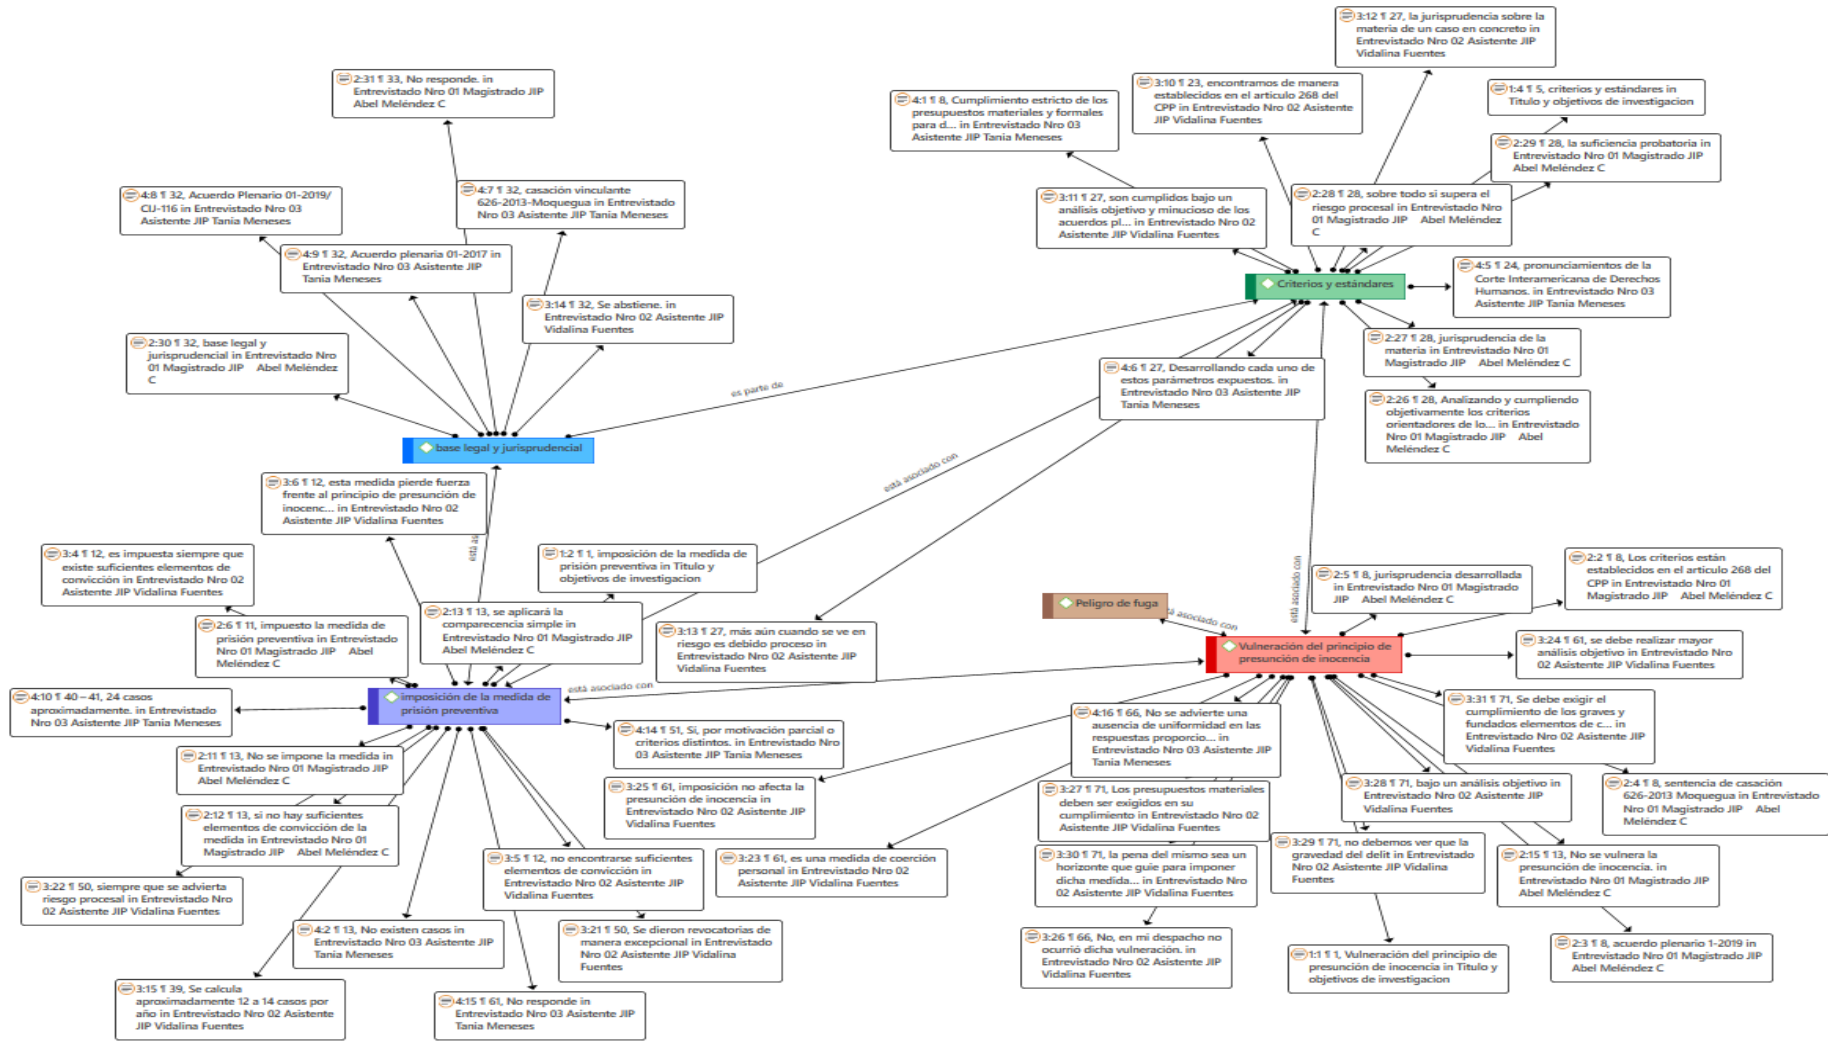 3:12 ¶ 27, la jurisprudencia sobre la
materia de un caso en concreto in
Entrevistado Nro 02 Asistente JIP
Vidalina Fuentes
2:31 ¶ 33, No responde. in
Entrevistado Nro 01 Magistrado JIP
Abel Meléndez C
3:10 ¶ 23, encontramos de manera
establecidos en el articulo 268 del
CPP in Entrevistado Nro 02 Asistente
JIP Vidalina Fuentes
1:4 ¶ 5, criterios y estándares in
Titulo y objetivos de investigacion
4:1 ¶ 8, Cumplimiento estricto de los
presupuestos materiales y formales
para d... in Entrevistado Nro 03
Asistente JIP Tania Meneses
2:29 ¶ 28, la suficiencia probatoria in
Entrevistado Nro 01 Magistrado JIP
Abel Meléndez C
4:8 ¶ 32, Acuerdo Plenario 01-2019/
CIJ-116 in Entrevistado Nro 03
Asistente JIP Tania Meneses
4:7 ¶ 32, casación vinculante
626-2013-Moquegua in Entrevistado
Nro 03 Asistente JIP Tania Meneses
3:11 ¶ 27, son cumplidos bajo un
análisis objetivo y minucioso de los
acuerdos pl... in Entrevistado Nro 02
Asistente JIP Vidalina Fuentes
2:28 ¶ 28, sobre todo si supera el
riesgo procesal in Entrevistado Nro
01 Magistrado JIP Abel Meléndez
C
4:9 ¶ 32, Acuerdo plenaria 01-2017 in
Entrevistado Nro 03 Asistente JIP
Tania Meneses
Criterios y estándares
4:5 ¶ 24, pronunciamientos de la
Corte Interamericana de Derechos
Humanos. in Entrevistado Nro 03
Asistente JIP Tania Meneses
3:14 ¶ 32, Se abstiene. in
Entrevistado Nro 02 Asistente JIP
Vidalina Fuentes
2:30 ¶ 32, base legal y
jurisprudencial in Entrevistado Nro
01 Magistrado JIP Abel Meléndez
C
2:27 ¶ 28, jurisprudencia de la
materia in Entrevistado Nro 01
Magistrado JIP Abel Meléndez C
4:6 ¶ 27, Desarrollando cada uno de
estos parámetros expuestos. in
Entrevistado Nro 03 Asistente JIP
Tania Meneses
es parte de
2:26 ¶ 28, Analizando y cumpliendo
objetivamente los criterios
orientadores de lo... in Entrevistado
Nro 01 Magistrado JIP Abel
Meléndez C
base legal y jurisprudencial
está asociado con
3:6 ¶ 12, esta medida pierde fuerza
frente al principio de presunción de
inocenc... in Entrevistado Nro 02
Asistente JIP Vidalina Fuentes
está as
3:4 ¶ 12, es impuesta siempre que
existe suficientes elementos de
convicción in Entrevistado Nro 02
Asistente JIP Vidalina Fuentes
1:2 ¶ 1, imposición de la medida de
prisión preventiva in Titulo y
objetivos de investigacion
está asociado con
2:2 ¶ 8, Los criterios están
establecidos en el articulo 268 del
CPP in Entrevistado Nro 01
Magistrado JIP Abel Meléndez C
2:5 ¶ 8, jurisprudencia desarrollada
in Entrevistado Nro 01 Magistrado
JIP Abel Meléndez C
Peligro de fuga
asociado con
2:13 ¶ 13, se aplicará la
comparecencia simple in
Entrevistado Nro 01 Magistrado JIP
Abel Meléndez C
2:6 ¶ 11, impuesto la medida de
prisión preventiva in Entrevistado
Nro 01 Magistrado JIP Abel
Meléndez C
3:13 ¶ 27, más aún cuando se ve en
riesgo es debido proceso in
Entrevistado Nro 02 Asistente JIP
Vidalina Fuentes
Vulneración del principio de
presunción de inocencia
3:24 ¶ 61, se debe realizar mayor
análisis objetivo in Entrevistado Nro
02 Asistente JIP Vidalina Fuentes
4:10 ¶ 40 – 41, 24 casos
aproximadamente. in Entrevistado
Nro 03 Asistente JIP Tania Meneses
imposición de la medida de
prisión preventiva
está asociado con
4:14 ¶ 51, Si, por motivación parcial o
criterios distintos. in Entrevistado Nro
03 Asistente JIP Tania Meneses
4:16 ¶ 66, No se advierte una
ausencia de uniformidad en las
respuestas proporcio... in
Entrevistado Nro 03 Asistente JIP
Tania Meneses
3:31 ¶ 71, Se debe exigir el
cumplimiento de los graves y
fundados elementos de c... in
Entrevistado Nro 02 Asistente JIP
Vidalina Fuentes
2:11 ¶ 13, No se impone la medida in
Entrevistado Nro 01 Magistrado JIP
Abel Meléndez C
3:25 ¶ 61, imposición no afecta la
presunción de inocencia in
Entrevistado Nro 02 Asistente JIP
Vidalina Fuentes
3:27 ¶ 71, Los presupuestos materiales
deben ser exigidos en su
cumplimiento in Entrevistado Nro 02
Asistente JIP Vidalina Fuentes
3:28 ¶ 71, bajo un análisis objetivo in
Entrevistado Nro 02 Asistente JIP
Vidalina Fuentes
2:4 ¶ 8, sentencia de casación
626-2013 Moquegua in Entrevistado
Nro 01 Magistrado JIP Abel
Meléndez C
2:12 ¶ 13, si no hay suficientes
elementos de convicción de la
medida in Entrevistado Nro 01
Magistrado JIP Abel Meléndez C
3:5 ¶ 12, no encontrarse suficientes
elementos de convicción in
Entrevistado Nro 02 Asistente JIP
Vidalina Fuentes
3:23 ¶ 61, es una medida de coerción
personal in Entrevistado Nro 02
Asistente JIP Vidalina Fuentes
3:30 ¶ 71, la pena del mismo sea un
horizonte que guie para imponer
dicha medida... in Entrevistado Nro
02 Asistente JIP Vidalina Fuentes
3:29 ¶ 71, no debemos ver que la
gravedad del delit in Entrevistado
Nro 02 Asistente JIP Vidalina
Fuentes
2:15 ¶ 13, No se vulnera la
presunción de inocencia. in
Entrevistado Nro 01 Magistrado JIP
Abel Meléndez C
3:22 ¶ 50, siempre que se advierta
riesgo procesal in Entrevistado Nro
02 Asistente JIP Vidalina Fuentes
4:2 ¶ 13, No existen casos in
Entrevistado Nro 03 Asistente JIP
Tania Meneses
3:21 ¶ 50, Se dieron revocatorias de
manera excepcional in Entrevistado
Nro 02 Asistente JIP Vidalina
Fuentes
3:26 ¶ 66, No, en mi despacho no
ocurrió dicha vulneración. in
Entrevistado Nro 02 Asistente JIP
Vidalina Fuentes
1:1 ¶ 1, Vulneración del principio de
presunción de inocencia in Titulo y
objetivos de investigacion
2:3 ¶ 8, acuerdo plenario 1-2019 in
Entrevistado Nro 01 Magistrado JIP
Abel Meléndez C
3:15 ¶ 39, Se calcula
aproximadamente 12 a 14 casos por
año in Entrevistado Nro 02 Asistente
JIP Vidalina Fuentes
4:15 ¶ 61, No responde in
Entrevistado Nro 03 Asistente JIP
Tania Meneses